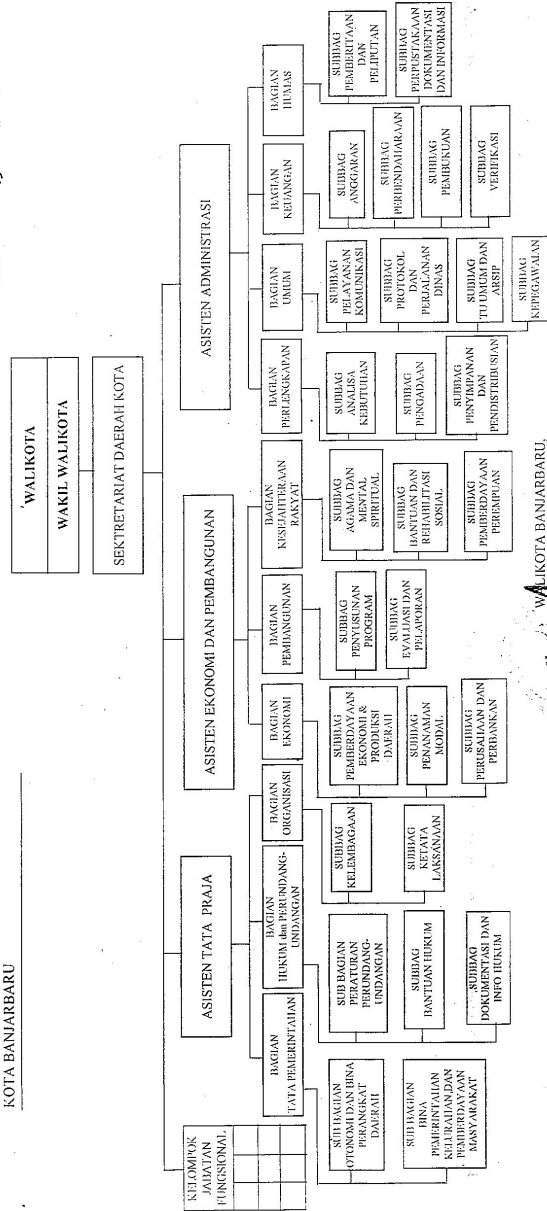 KOTA BANJARBARU
WALIKOTA
WAKIL WALIKOTA
SEKTRETARIAT DAERAH KOTA
KELOMPOK
JABATAN
FUNGSIONAL
ASISTEN TATA PRAJA
ASISTEN EKONOMI DAN PEMBANGUNAN
ASISTEN ADMINISTRASI
BAGIAN
TATA PEMERINTAHAN
BAGIAN
HUKUM dan PERUNDANG-
UNDANGAN
BAGIAN
ORGANISASI
BAGIAN
EKONOMI
BAGIAN
PEMBANGUNAN
BAGIAN
KESEJAHTERAAN
RAKYAT
BAGIAN
PERLENGKAPAN
BAGIAN
UMUM
BAGIAN
KEUANGAN
BAGIAN
HUMAS
SUB BAGIAN
OTONOMI DAN BINA
PERANGKAT
DAERAH
SUB BAGIAN
BINA
PEMERINTAHAN
KELURAHAN,DAN
PEMBERDAYAAN
MASYARAKAT
SUB BAGIAN
PERATURAN
PERUNDANG-
UNDANGAN
SUBBAG
BANTUAN HUKUM
SUBBAG
DOKUMENTASI DAN
INFO HUKUM
SUBBAG
KELEMBAGAAN
SUBBAG
KETATA
LAKSANAAN
SUBBAG
PEMBERDAYAAN
EKONOMI &
PRODUKSI
DAERAH
SUBBAG
PENANAMAN
MODAL
SUBBAG
PERUSAHAAN DAN
PERBANKAN
SUBBAG
PENYUSUNAN
PROGRAM
SUBBAG
EVALUASI DAN
PELAPORAN
SUBBAG
AGAMA DAN
MENTAL
SPIRITUAL
SUBBAG
BANTUAN DAN
REHABILITASI
SOSIAL
SUBBAG
PEMBERDAYAAN
PEREMPUAN
SUBBAG
ANALISA
KEBUTUHAN
SUBBAG
PENGADAAN
SUBBAG
PENYIMPANAN
DAN
PENDISTRIBUSIAN
SUBBAG
PELAYANAN
KOMUNIKASI
SUBBAG
PROTOKOL
DAN
PERJALANAN
DINAS
SUBBAG
TU UMUM DAN
ARSIP
SUBBAG
KEPEGAWAIAN
SUBBAG
ANGGARAN
SUBBAG
PERBENDAHARAAN
SUBBAG
PEMBUKUAN
SUBBAG
VERIFIKASI
SUBBAG
PEMBERITAAN
DAN
PELIPUTAN
SUBBAG
PERPUSTAKAAN
DOKUMENTASI
DAN INFORMASI
WALIKOTA BANJARBARU,